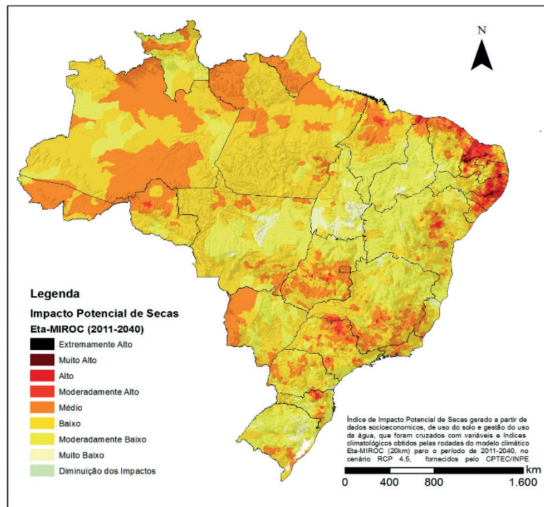 N
Legenda
Impacto Potencial de Secas
Eta-MIROC (2011-2040)
Extremamente Alto
Muito Alto
Alto
Moderadamente Alto
Médio
Baixo
Moderadamente Baixo
Muito Baixo
Diminuição dos Impactos
Índice de Impacto Potencial de Secas gerado a partir de
dados socioeconomicos, de uso do solo e gestão do uso
da água, que foram cruzados com variáveis e índices
climatológicos obtidos pelas rodadas do modelo climático
Eta-MIROC (20km) paro o período de 2011-2040, no
cenário RCP 4.5, fornecidos pelo CPTEC/INPE
0 400 800 1.200 1.600
km